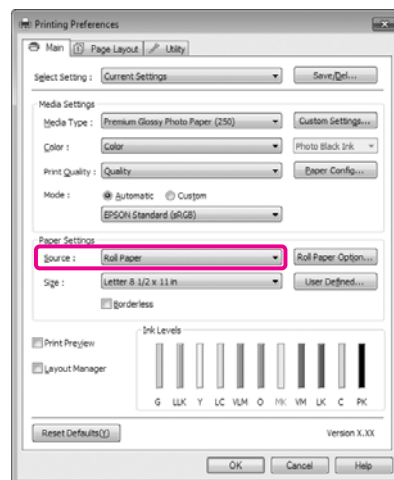 Printing Preferences
Main Page Layout Utility
Select Setting : Current Settings Save/Del...
Media Settings
Media Type : Premium Glossy Photo Paper (250) Custom Settings...
Color : Color Photo Black Ink
Print Quality : Quality Paper Config...
Mode : Automatic Custom
EPSON Standard (sRGB)
Paper Settings
Source : Roll Paper Roll Paper Option...
Size : Letter 8 1/2 x 11 in User Defined...
Borderless
Ink Levels
Print Preview
Layout Manager
G LLK Y LC VLM O MK VM LK C PK
Reset Defaults(Y) Version X.XX
OK Cancel Help